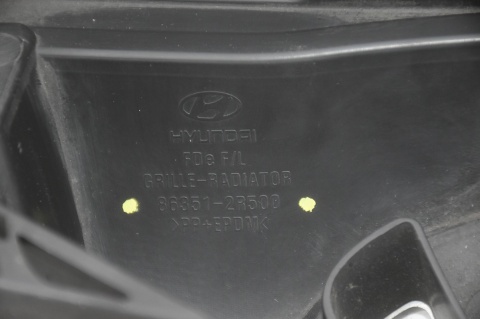 HYUNDAI
FDe F/L
GRILLE-RADIATOR
86351-2R500
>PP+EPDM<